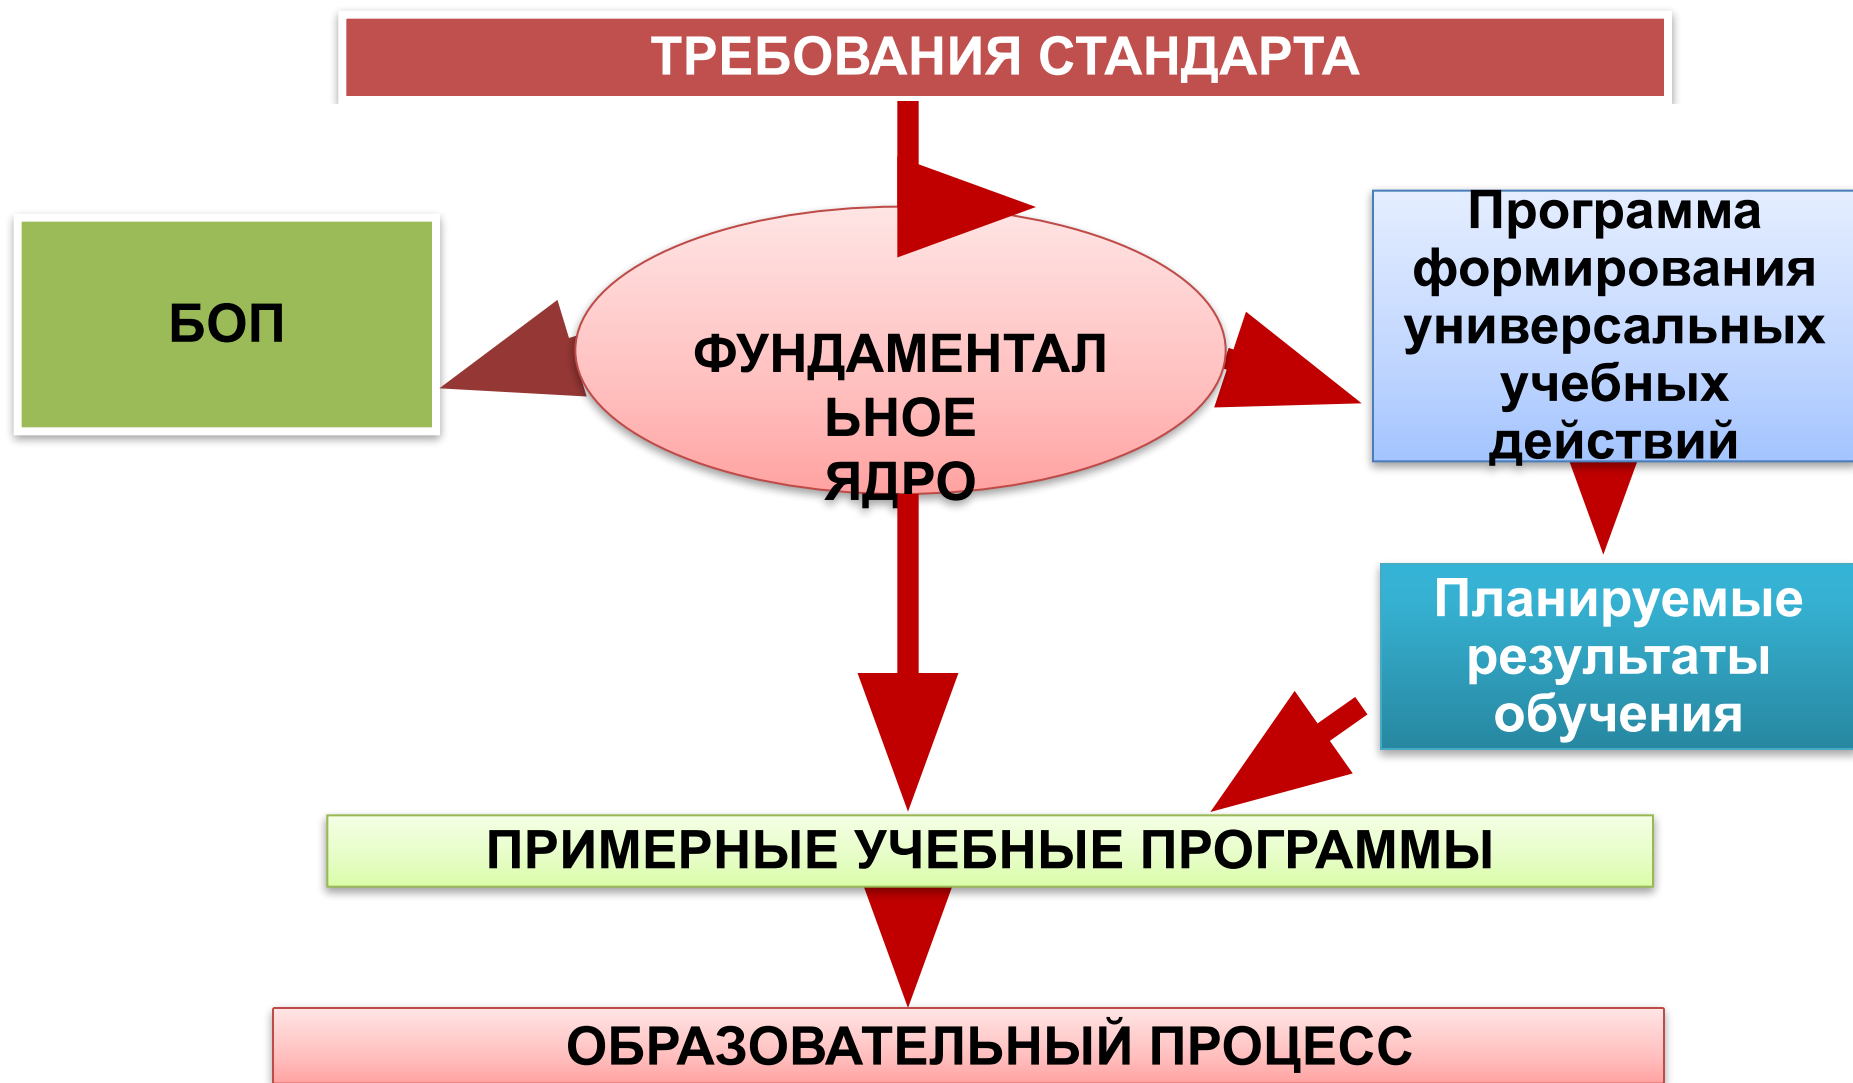 ТРЕБОВАНИЯ СТАНДАРТА
БОП
ФУНДАМЕНТАЛ
ЬНОЕ
ЯДРО
Программа
формирования
универсальных
учебных
действий
Планируемые
результаты
обучения
ПРИМЕРНЫЕ УЧЕБНЫЕ ПРОГРАММЫ
ОБРАЗОВАТЕЛЬНЫЙ ПРОЦЕСС